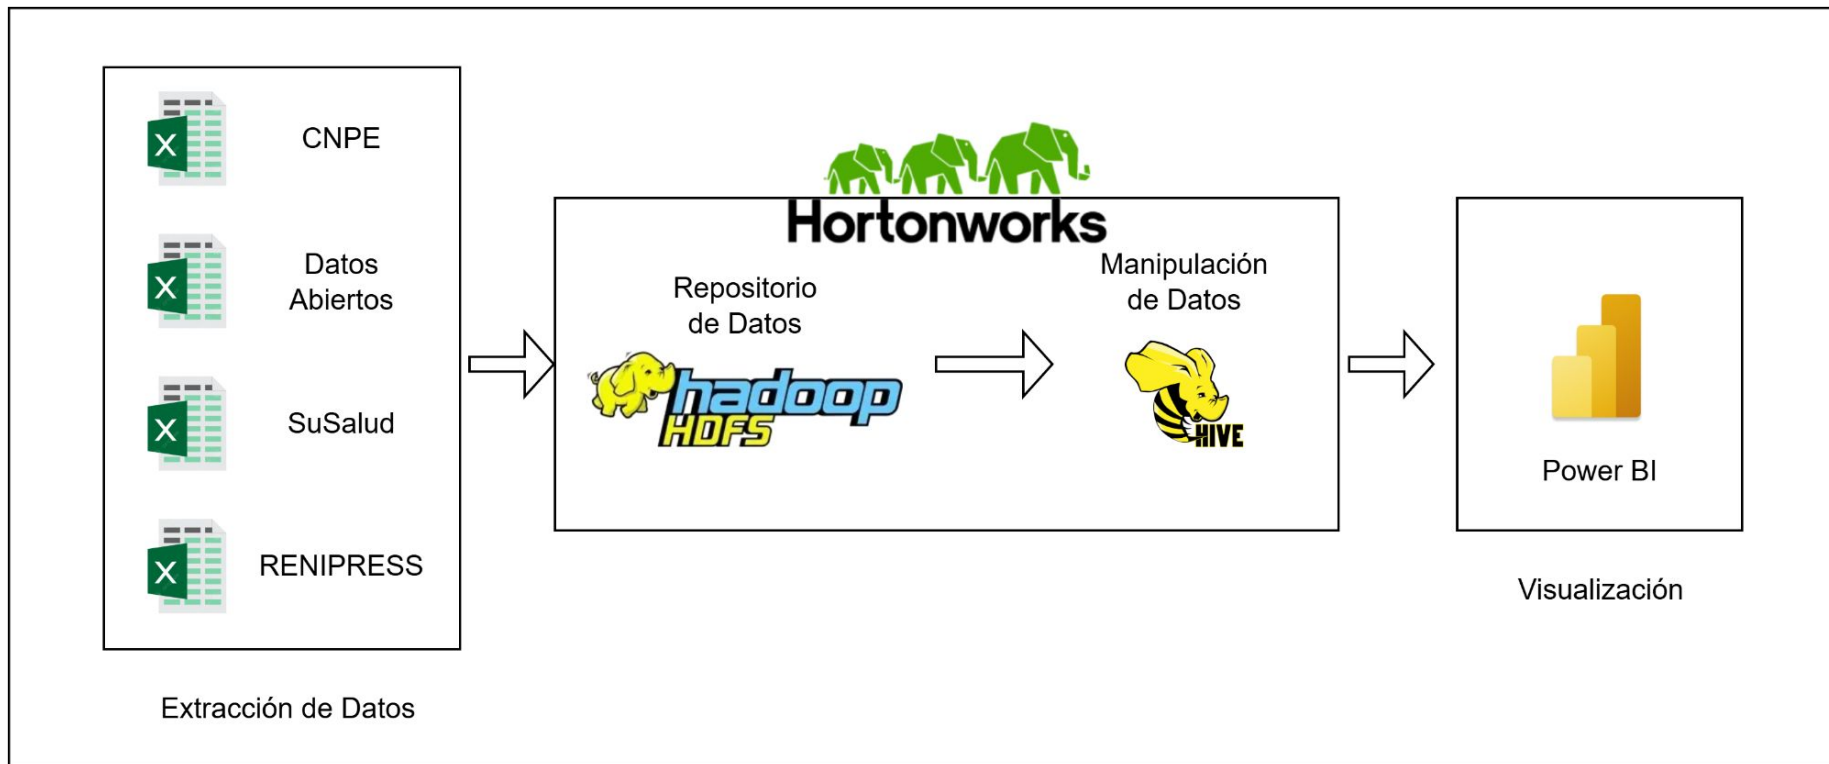 X
CNPE
X
Datos
Abiertos
X
SuSalud
X
RENIPRESS
Extracción de Datos
Hortonworks
Repositorio
de Datos
hadoop
HDFS
Manipulación
de Datos
HIVE
Power BI
Visualización